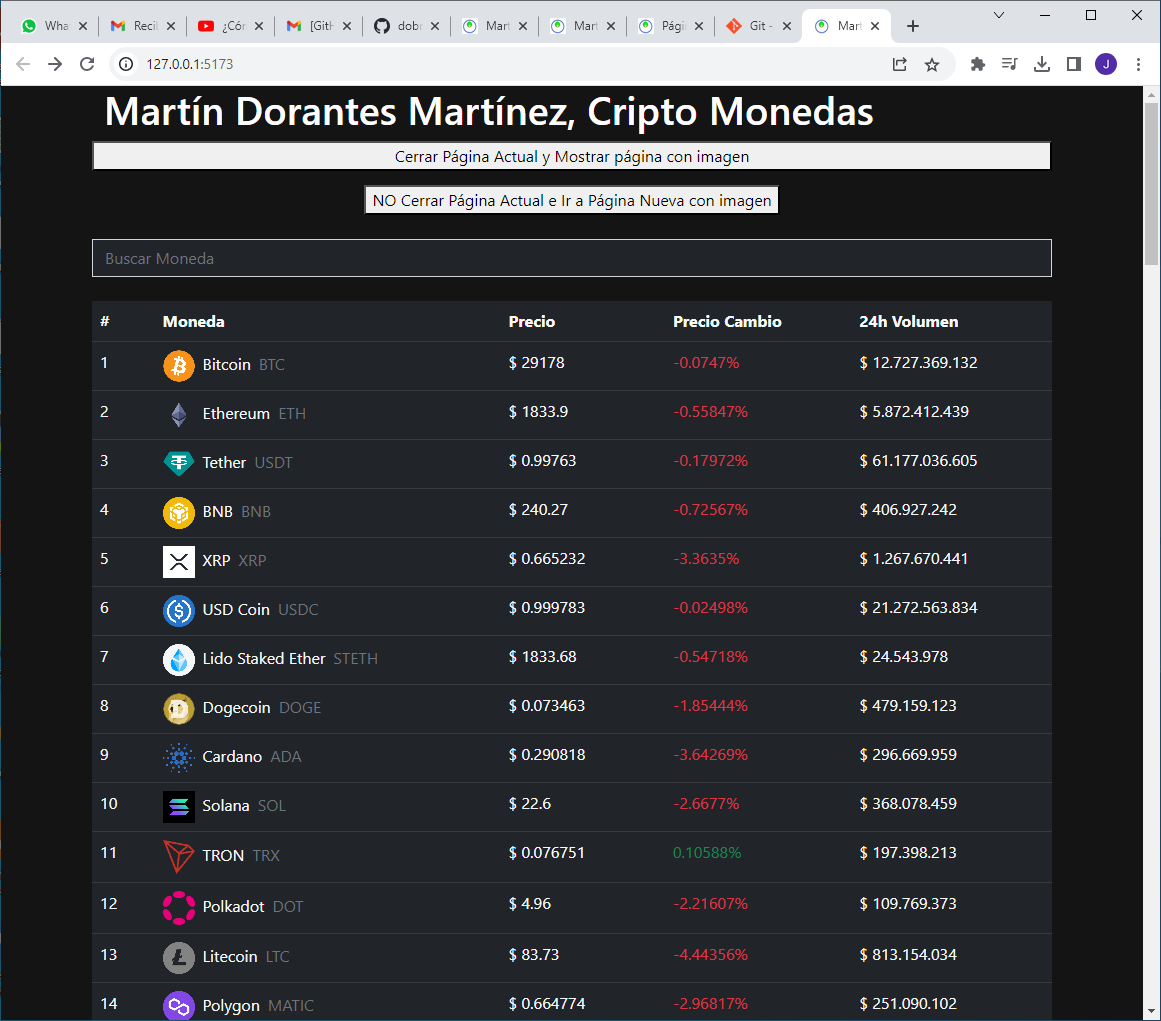 Wha
Recil
¿Cór
[Gith
dobr
Mart
Mart
Pági
Git -
Mart
127.0.0.1:5173
J
Martín Dorantes Martínez, Cripto Monedas
Cerrar Página Actual y Mostrar página con imagen
NO Cerrar Página Actual e Ir a Página Nueva con imagen
Buscar Moneda
# Moneda Precio Precio Cambio 24h Volumen
1 Bitcoin BTC $ 29178 -0.0747% $ 12.727.369.132
2 Ethereum ETH $ 1833.9 -0.55847% $ 5.872.412.439
3 Tether USDT $ 0.99763 -0.17972% $ 61.177.036.605
4 BNB BNB $ 240.27 -0.72567% $ 406.927.242
5 XRP XRP $ 0.665232 -3.3635% $ 1.267.670.441
6 USD Coin USDC $ 0.999783 -0.02498% $ 21.272.563.834
7 Lido Staked Ether STETH $ 1833.68 -0.54718% $ 24.543.978
8 Dogecoin DOGE $ 0.073463 -1.85444% $ 479.159.123
9 Cardano ADA $ 0.290818 -3.64269% $ 296.669.959
10 Solana SOL $ 22.6 -2.6677% $ 368.078.459
11 TRON TRX $ 0.076751 0.10588% $ 197.398.213
12 Polkadot DOT $ 4.96 -2.21607% $ 109.769.373
13 Litecoin LTC $ 83.73 -4.44356% $ 813.154.034
14 Polygon MATIC $ 0.664774 -2.96817% $ 251.090.102